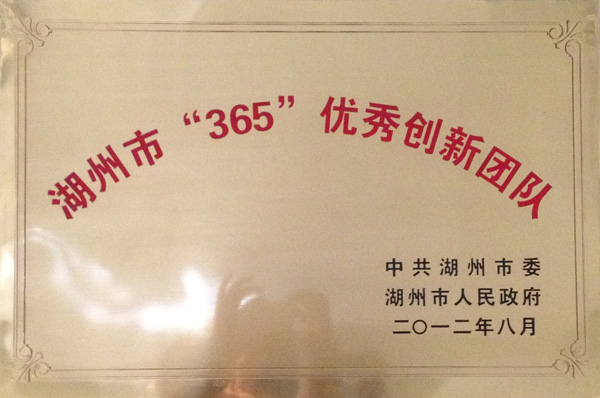 湖州市“365”优秀创新团队
中共湖州市委
湖州市人民政府
二〇一二年八月